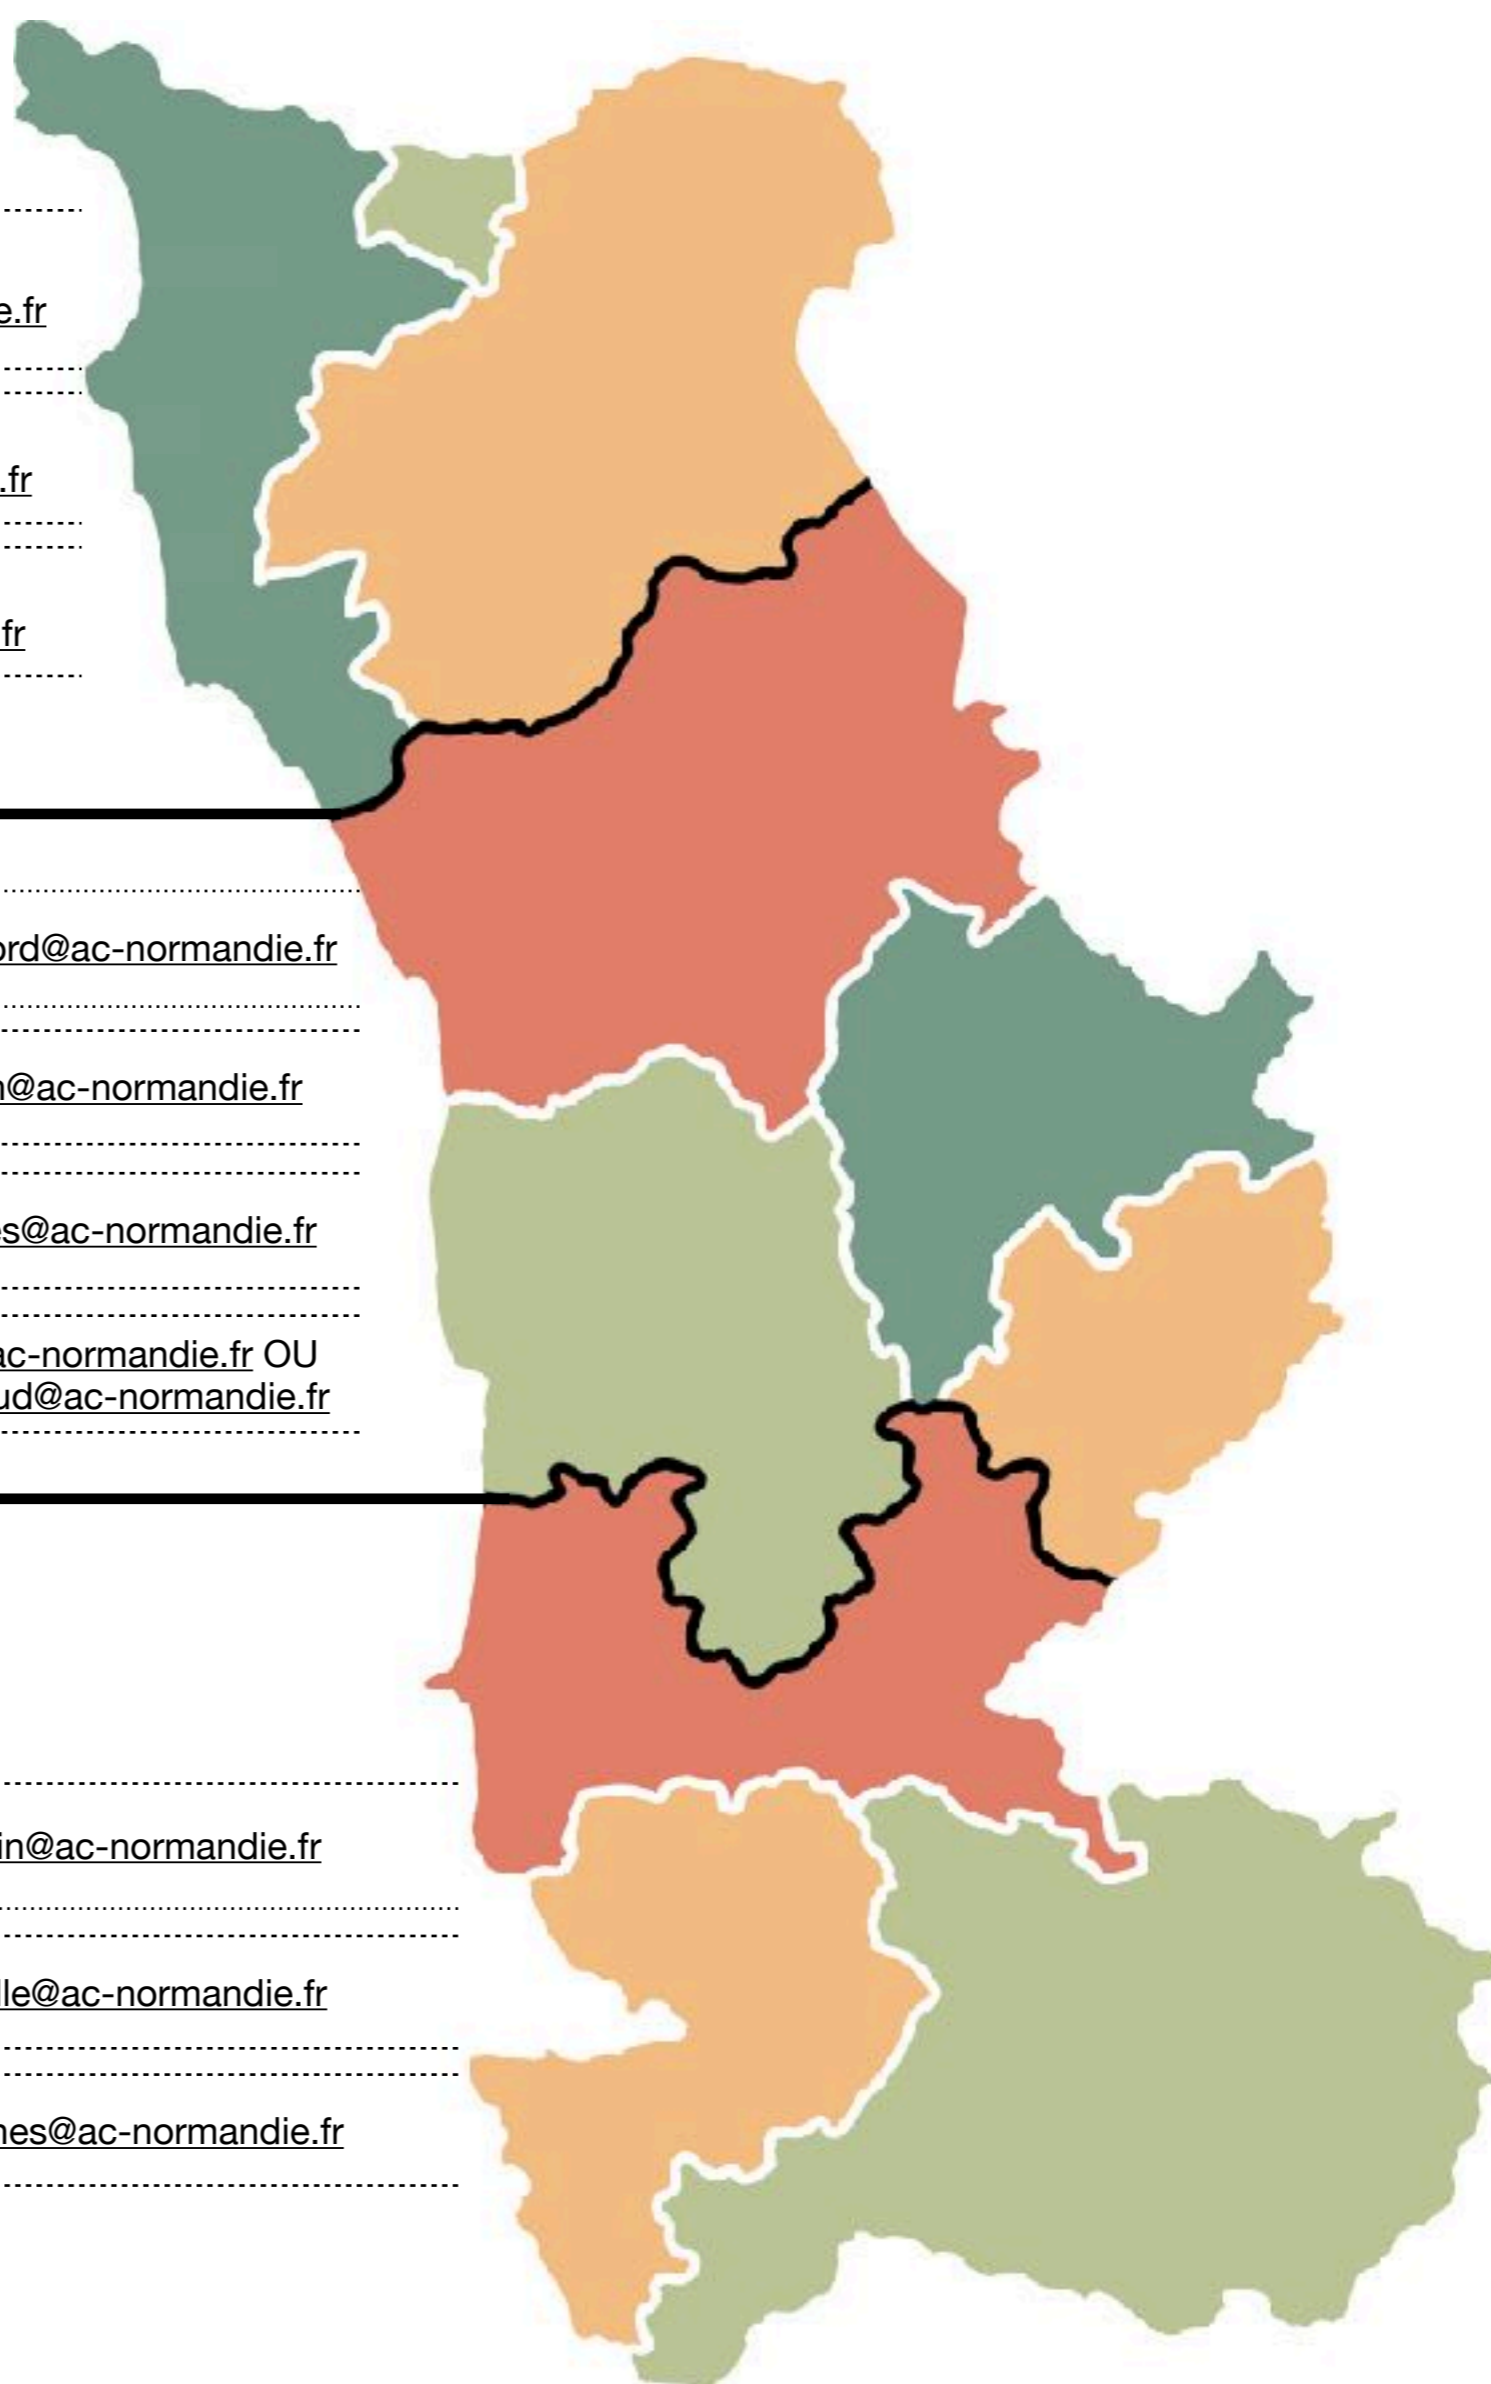 e.fr
.fr
fr
ord@ac-normandie.fr
n@ac-normandie.fr
es@ac-normandie.fr
ac-normandie.fr OU
ud@ac-normandie.fr
in@ac-normandie.fr
lle@ac-normandie.fr
nes@ac-normandie.fr